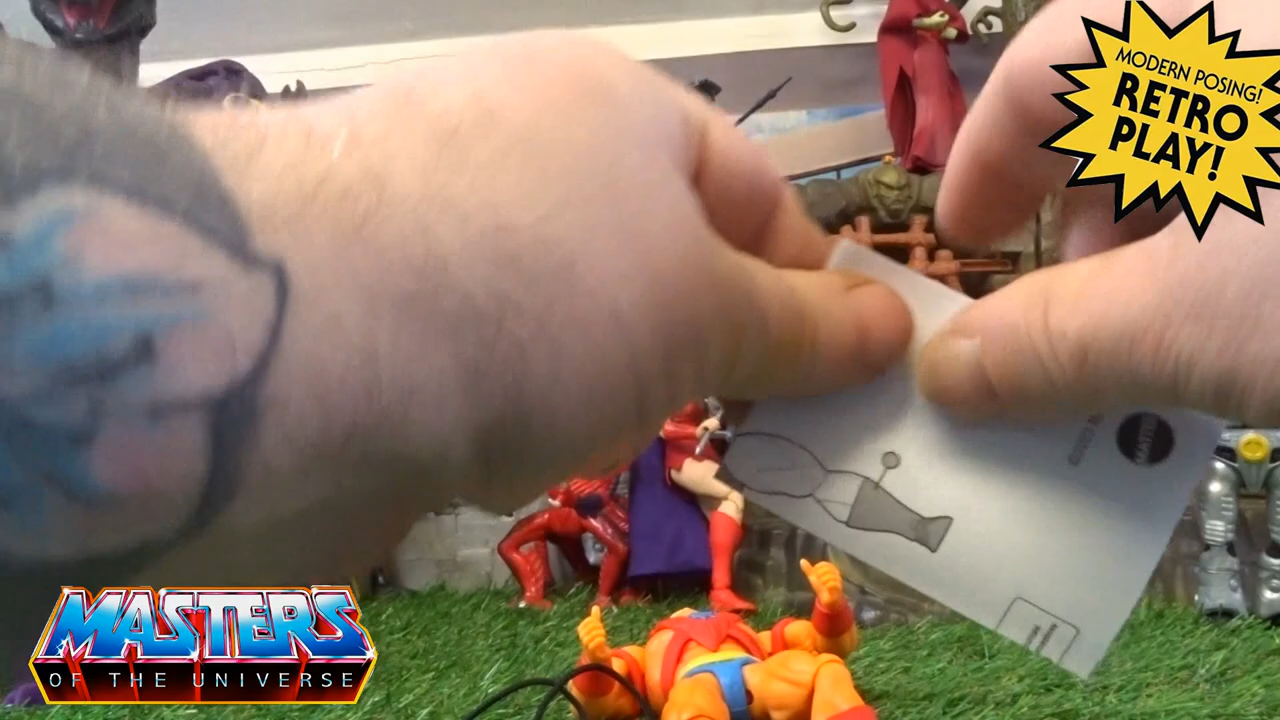 MODERN POSING!
RETRO
PLAY!
MASTERS
OF THE UNIVERSE